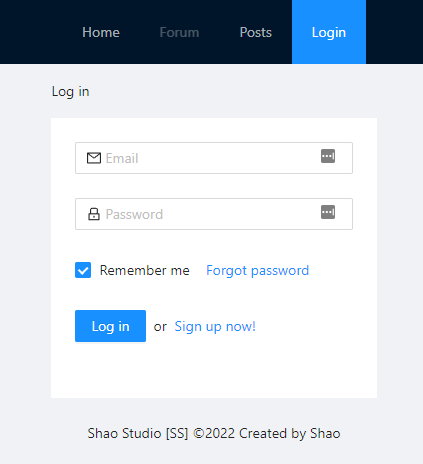 Home Forum Posts Login
Log in
Email
Password
Remember me Forgot password
Log in or Sign up now!
Shao Studio [SS] ©2022 Created by Shao